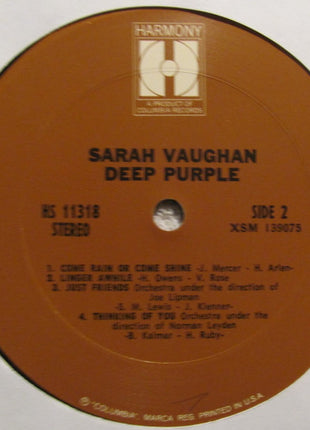 HARMONY
H
A PRODUCT OF
COLUMBIA RECORDS
SARAH VAUGHAN
DEEP PURPLE
HS 11318 SIDE 2
STEREO XSM 139075
1. COME RAIN OR COME SHINE -J. Mercer - H. Arlen-
2. LINGER AWHILE -H. Owens - V. Rose
3. JUST FRIENDS Orchestra under the direction of
Joe Lipman
-S. M. Lewis - J. Klenner-
4. THINKING OF YOU Orchestra under the
direction of Norman Leyden
-B. Kalmar - H. Ruby-
® "COLUMBIA", MARCA REG. PRINTED IN U.S.A.